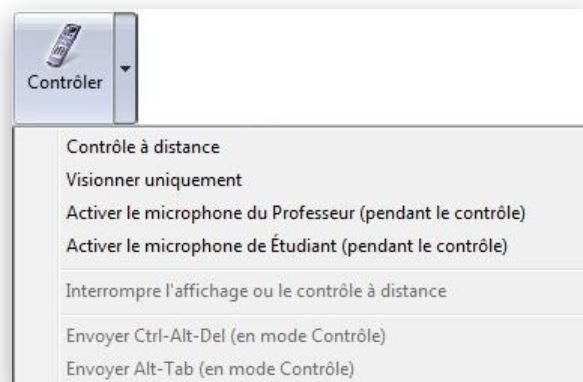 Contrôler
Contrôle à distance
Visionner uniquement
Activer le microphone du Professeur (pendant le contrôle)
Activer le microphone de Étudiant (pendant le contrôle)
Interrompre l'affichage ou le contrôle à distance
Envoyer Ctrl-Alt-Del (en mode Contrôle)
Envoyer Alt-Tab (en mode Contrôle)